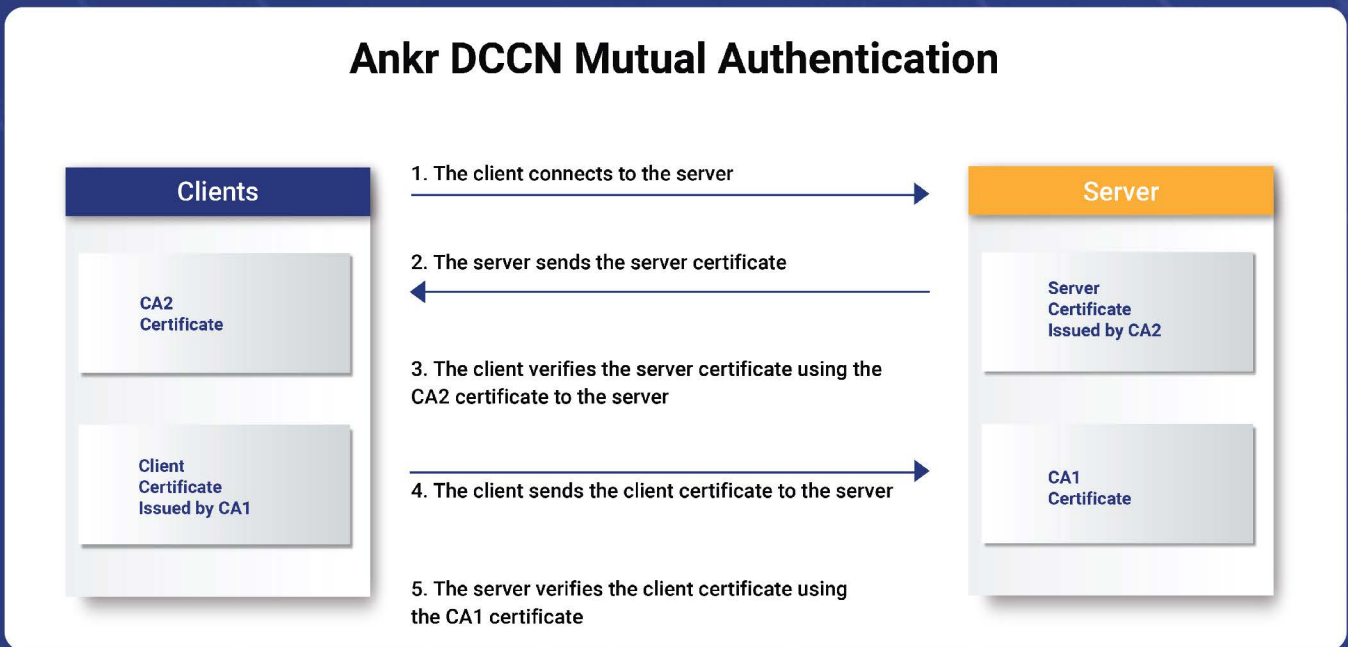 Ankr DCCN Mutual Authentication
Clients
CA2
Certificate
Client
Certificate
Issued by CA1
1. The client connects to the server
2. The server sends the server certificate
3. The client verifies the server certificate using the
CA2 certificate to the server
4. The client sends the client certificate to the server
5. The server verifies the client certificate using
the CA1 certificate
Server
Server
Certificate
Issued by CA2
CA1
Certificate